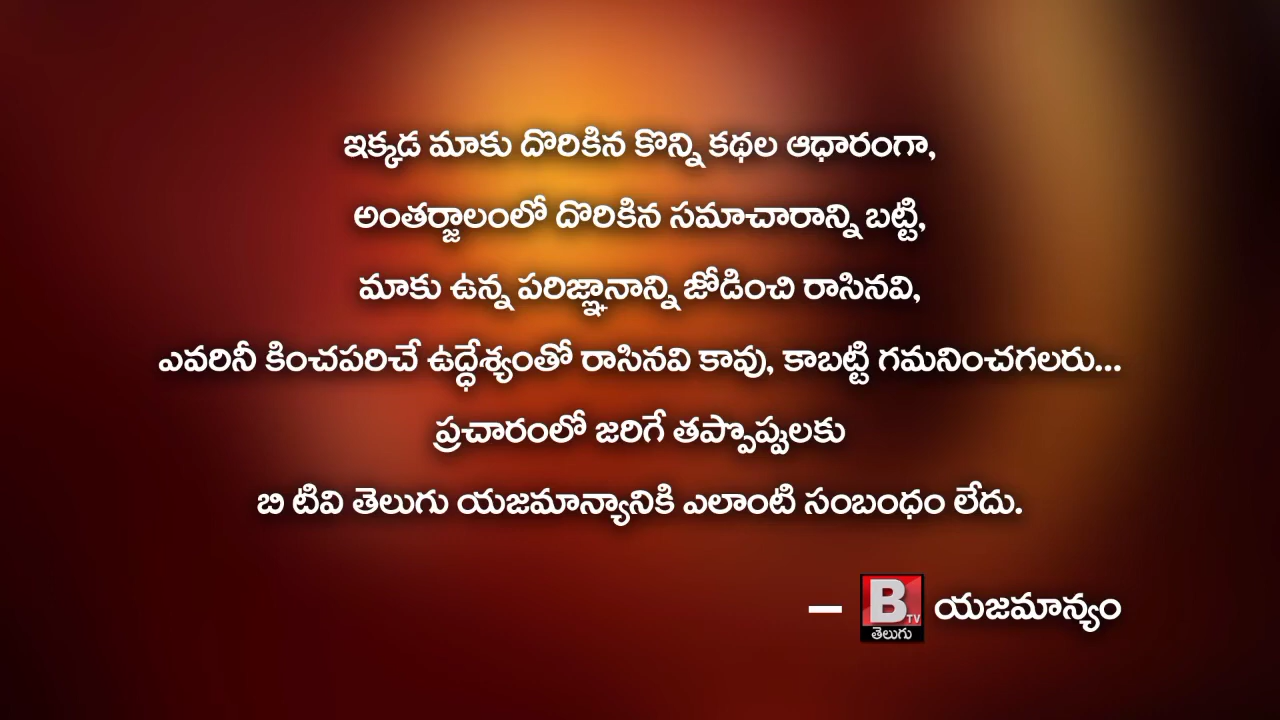 ఇక్కడ మాకు దొరికిన కొన్ని కథల ఆధారంగా,
అంతర్జాలంలో దొరికిన సమాచారాన్ని బట్టి,
మాకు ఉన్న పరిజ్ఞానాన్ని జోడించి రాసినవి,
ఎవరినీ కించపరిచే ఉద్ధేశ్యంతో రాసినవి కావు, కాబట్టి గమనించగలరు...
ప్రచారంలో జరిగే తప్పొప్పులకు
బి టివి తెలుగు యజమాన్యానికి ఎలాంటి సంబంధం లేదు.
– B TV తెలుగు యజమాన్యం